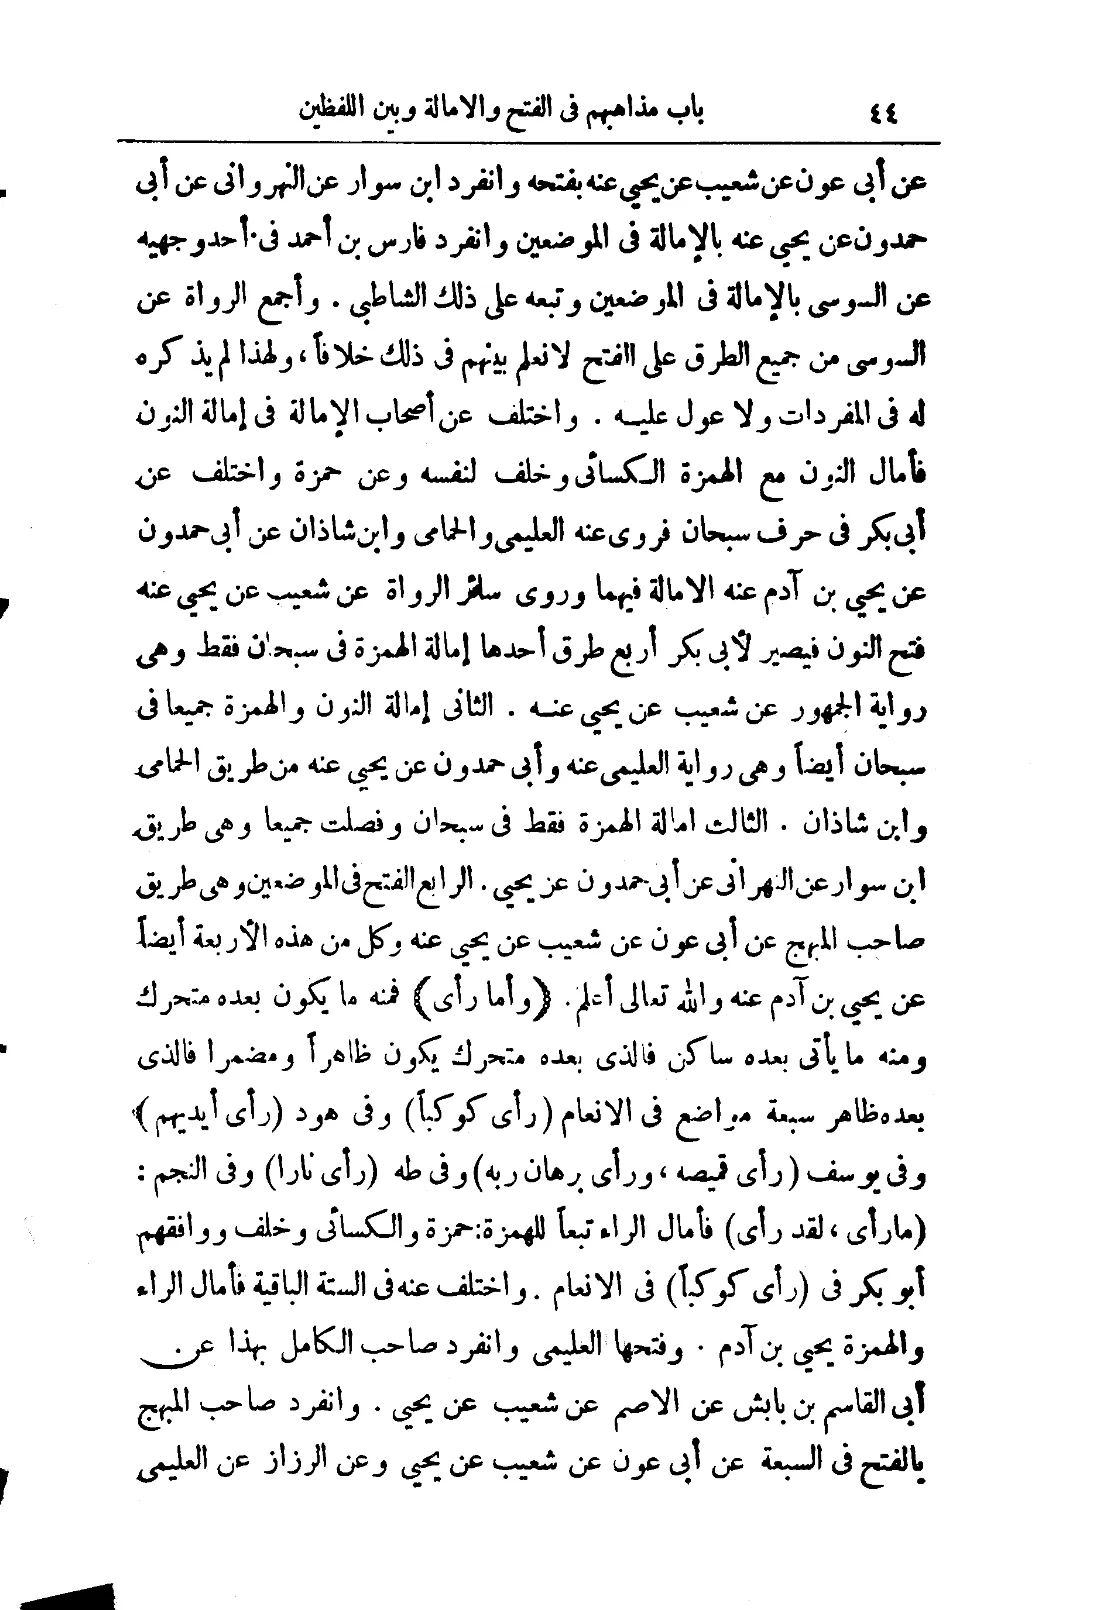 ٤٤ باب مذاهبهم فى الفتح والامالة وبين اللفظين
عن أبى عون عن شعيب عن يحيى عنه بفتحه وانفرد ابن سوار عن النهروانى عن أبى
حمدون عن يحيى عنه بالإمالة فى الموضعين وانفرد فارس بن أحمد فى أحد وجهيه
عن السوسى بالإمالة فى الموضعين وتبعه على ذلك الشاطبى . وأجمع الرواة عن
السوسى من جميع الطرق على الفتح لا نعلم بينهم فى ذلك خلافاً ، ولهذا لم يذكره
له فى المفردات ولا عول عليه . واختلف عن أصحاب الإمالة فى إمالة النون
فأمال النون مع الهمزة الكسائى وخلف لنفسه وعن حمزة واختلف عن
أبى بكر فى حرف سبحان فروى عنه العليمى والحمامى وابن شاذان عن أبى حمدون
عن يحيى بن آدم عنه الامالة فيهما وروى سائر الرواة عن شعيب عن يحيى عنه
فتح النون فيصير لأبى بكر أربع طرق أحدها إمالة الهمزة فى سبحان فقط وهى
رواية الجمهور عن شعيب عن يحيى عنه . الثانى إمالة النون والهمزة جميعا فى
سبحان أيضاً وهى رواية العليمى عنه وأبى حمدون عن يحيى عنه من طريق الحمامى
وابن شاذان . الثالث امالة الهمزة فقط فى سبحان وفصلت جميعا وهى طريق
ابن سوار عن النهرانى عن أبى حمدون عن يحيى . الرابع الفتح فى الموضعين وهى طريق
صاحب المبهج عن أبى عون عن شعيب عن يحيى عنه وكل من هذه الأربعة أيضاً
عن يحيى بن آدم عنه والله تعالى أعلم . (وأما رأى) فمنه ما يكون بعده متحرك
ومنه ما يأتى بعده ساكن فالذى بعده متحرك يكون ظاهراً ومضمرا فالذى
بعده ظاهر سبعة مواضع فى الانعام (رأى كوكباً) وفى هود (رأى أيديهم)
وفى يوسف (رأى قميصه ، ورأى برهان ربه) وفى طه (رأى نارا) وفى النجم :
(ما رأى ، لقد رأى) فأمال الراء تبعاً للهمزة : حمزة والكسائى وخلف ووافقهم
أبو بكر فى (رأى كوكباً) فى الانعام . واختلف عنه فى الستة الباقية فأمال الراء
والهمزة يحيى بن آدم . وفتحها العليمى وانفرد صاحب الكامل بهذا عن
أبى القاسم بن بابش عن الاصم عن شعيب عن يحيى . وانفرد صاحب المبهج
بالفتح فى السبعة عن أبى عون عن شعيب عن يحيى وعن الرزاز عن العليمى